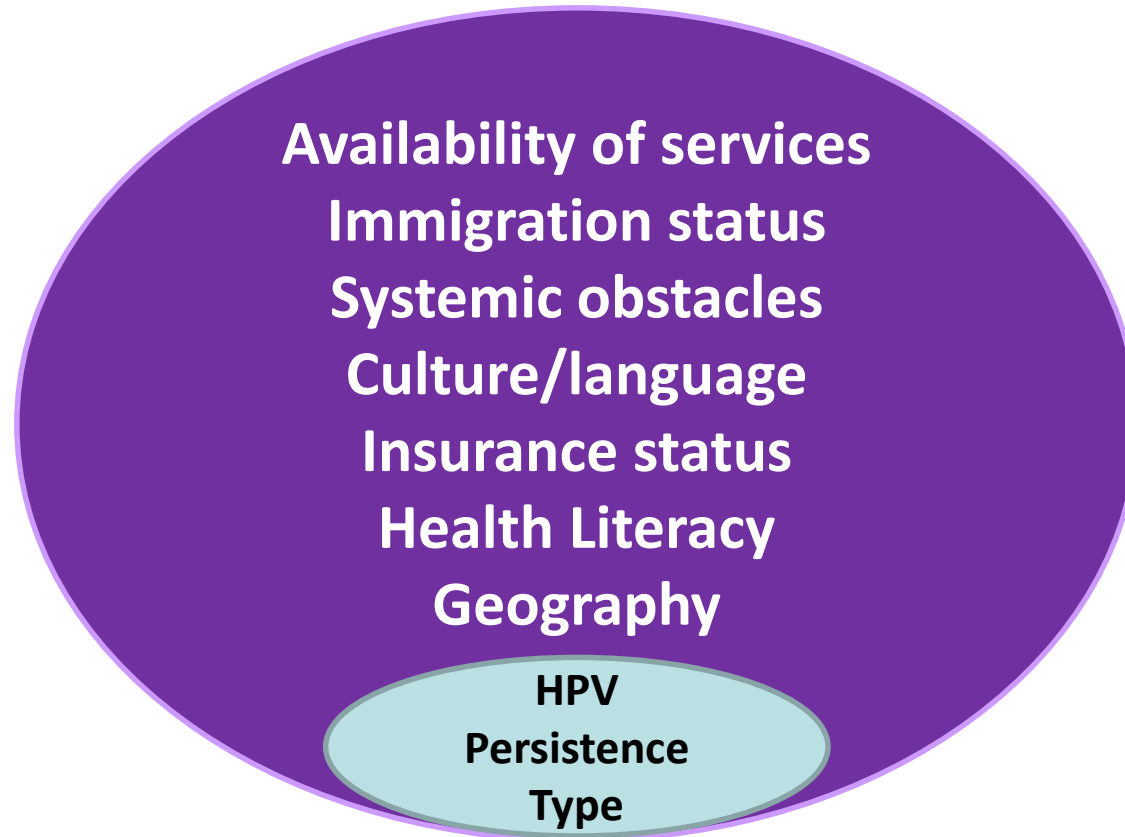 Availability of services
Immigration status
Systemic obstacles
Culture/language
Insurance status
Health Literacy
Geography
HPV
Persistence
Type